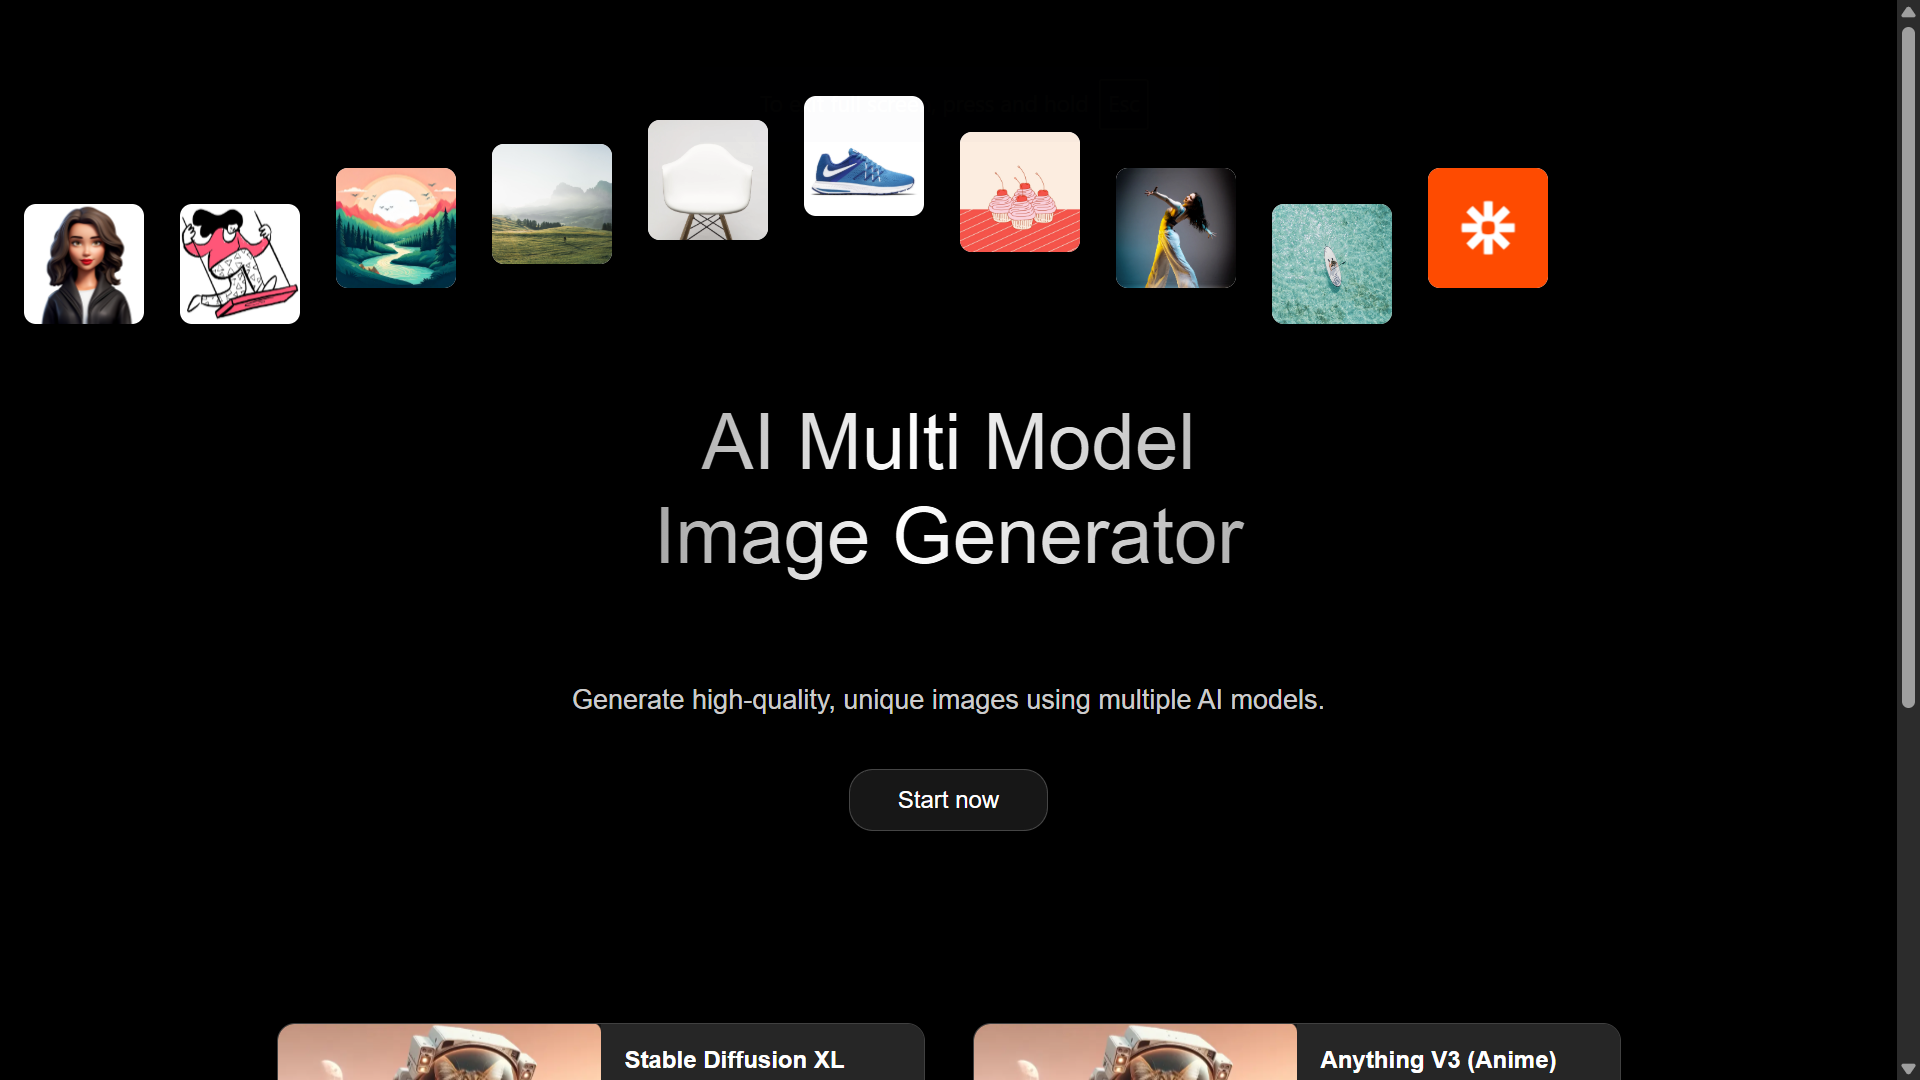 AI Multi Model
Image Generator
Generate high-quality, unique images using multiple AI models.
Start now
Stable Diffusion XL
Anything V3 (Anime)